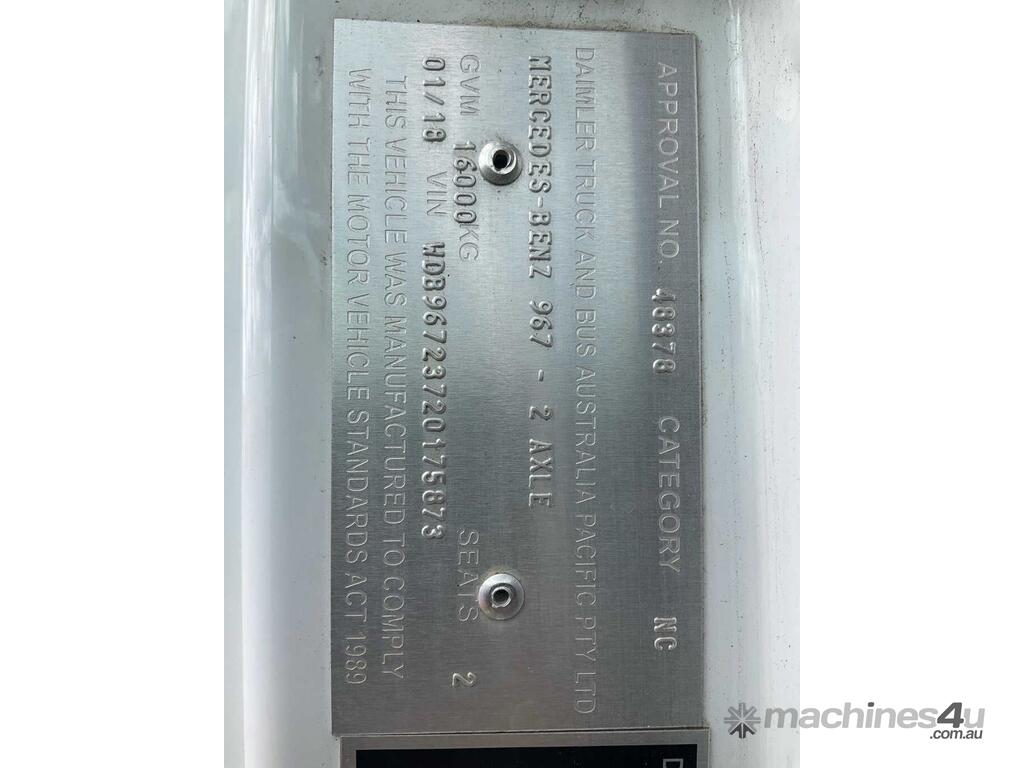 APPROVAL NO. 48378 CATEGORY NC
DAIMLER TRUCK AND BUS AUSTRALIA PACIFIC PTY LTD
MERCEDES-BENZ 967 - 2 AXLE
GVM 16000KG SEATS 2
01/18 VIN WDB96723720175873
THIS VEHICLE WAS MANUFACTURED TO COMPLY
WITH THE MOTOR VEHICLE STANDARDS ACT 1989
D
machines4u
.com.au